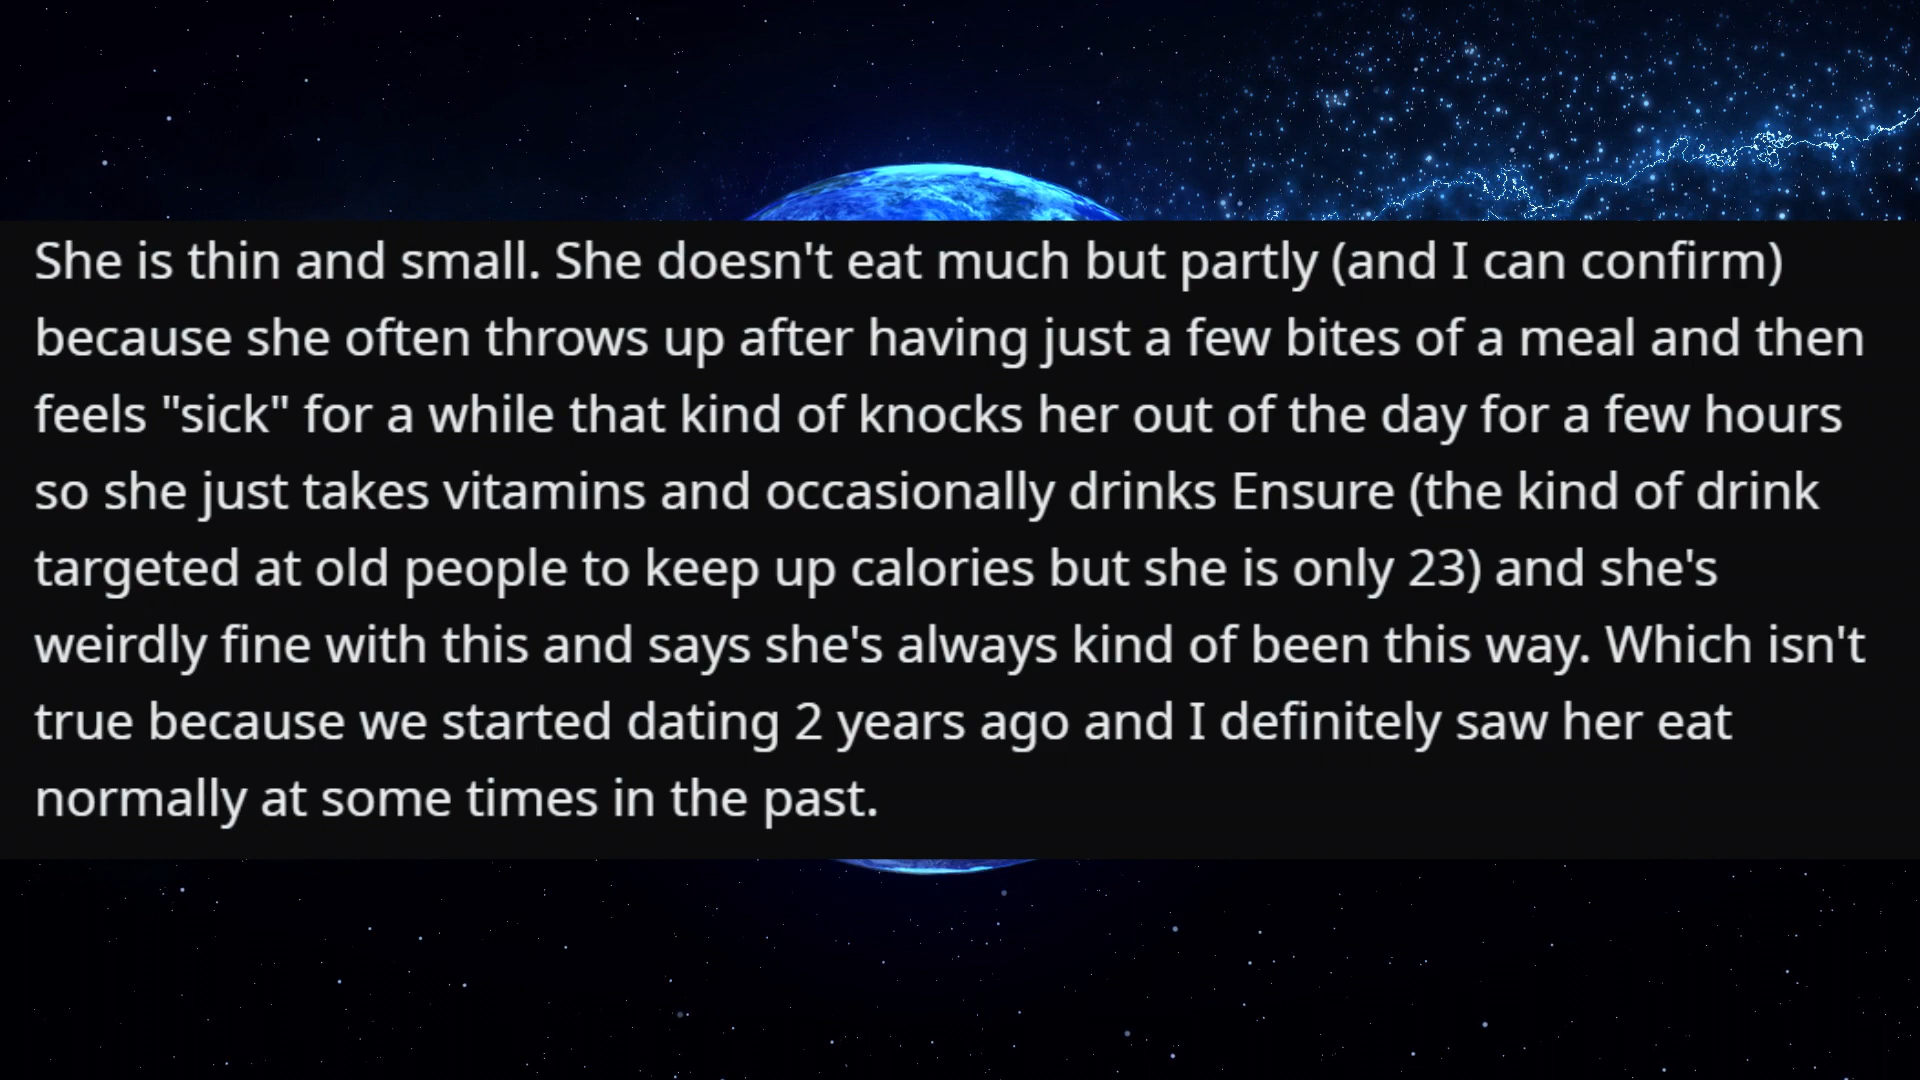 She is thin and small. She doesn't eat much but partly (and I can confirm)
because she often throws up after having just a few bites of a meal and then
feels "sick" for a while that kind of knocks her out of the day for a few hours
so she just takes vitamins and occasionally drinks Ensure (the kind of drink
targeted at old people to keep up calories but she is only 23) and she's
weirdly fine with this and says she's always kind of been this way. Which isn't
true because we started dating 2 years ago and I definitely saw her eat
normally at some times in the past.